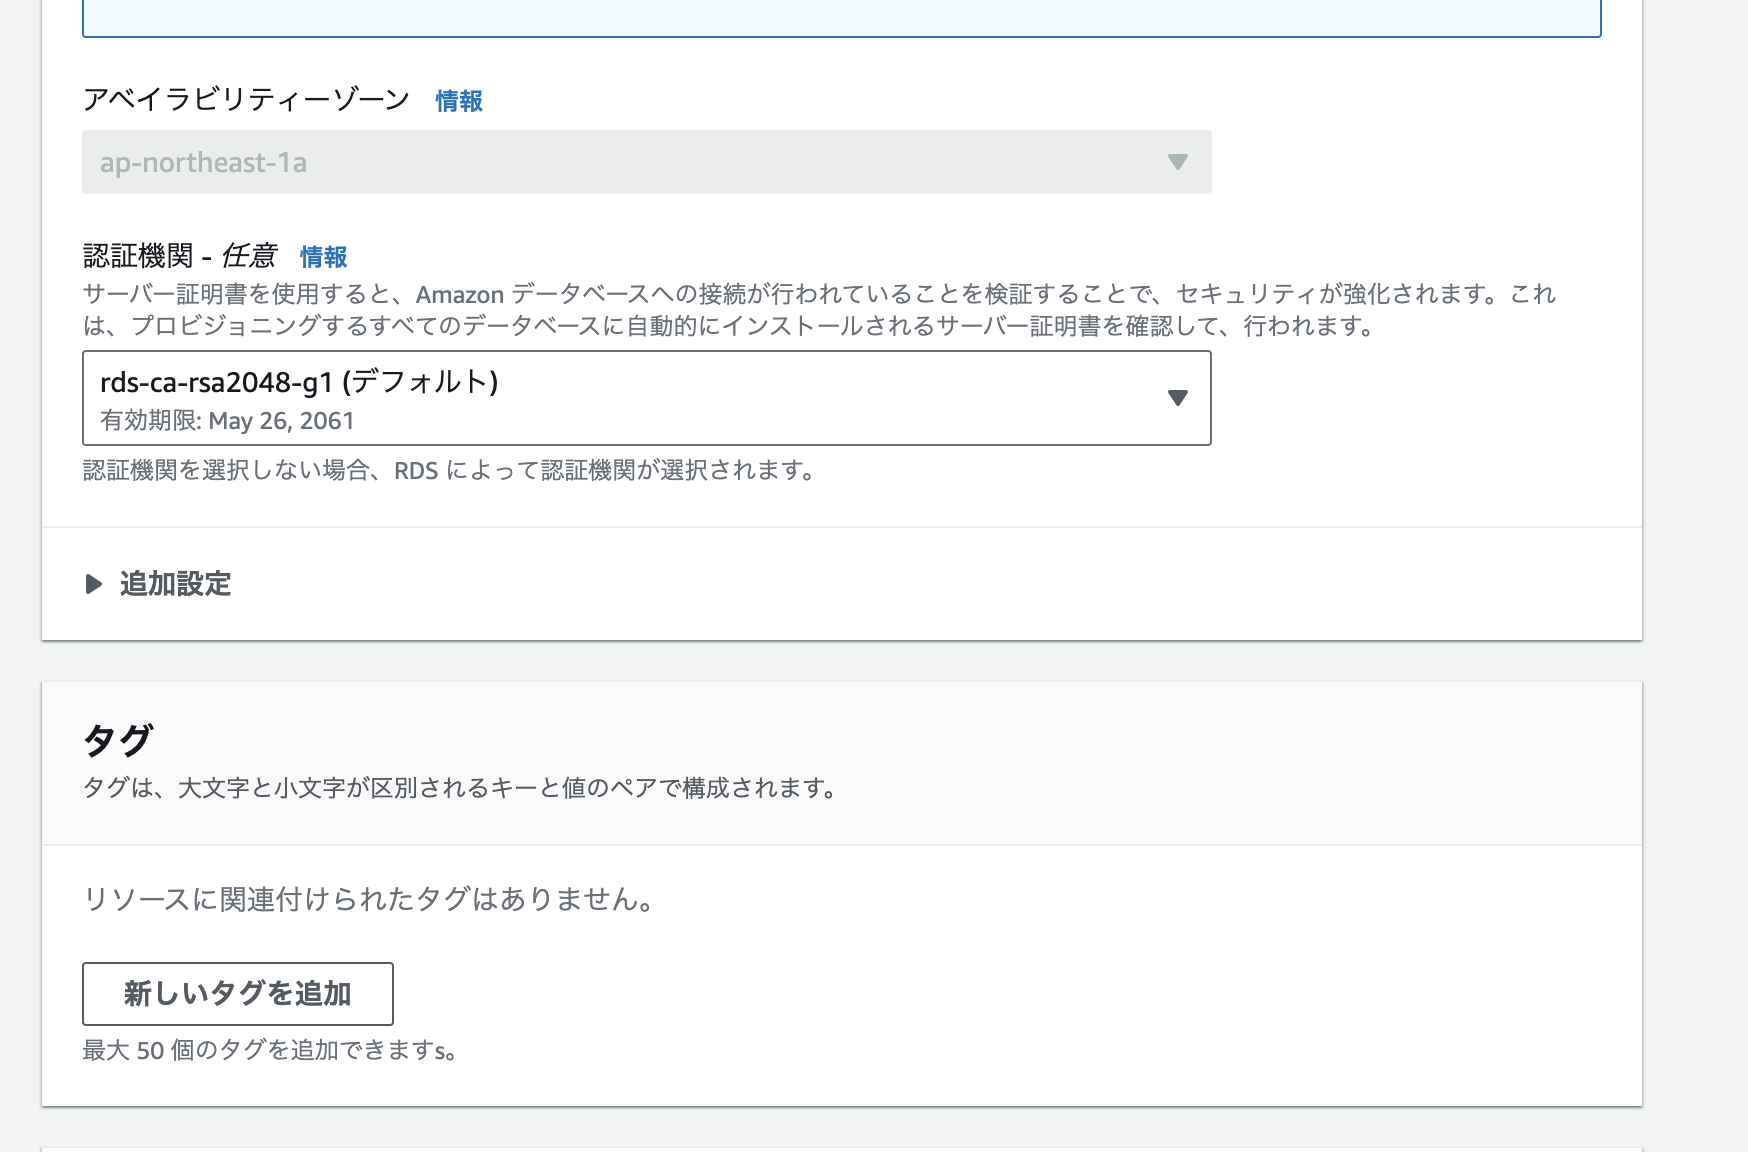 アベイラビリティーゾーン 情報
ap-northeast-1a
認証機関 - 任意 情報
サーバー証明書を使用すると、Amazon データベースへの接続が行われていることを検証することで、セキュリティが強化されます。これ
は、プロビジョニングするすべてのデータベースに自動的にインストールされるサーバー証明書を確認して、行われます。
rds-ca-rsa2048-g1 (デフォルト)
有効期限: May 26, 2061
認証機関を選択しない場合、RDS によって認証機関が選択されます。
追加設定
タグ
タグは、大文字と小文字が区別されるキーと値のペアで構成されます。
リソースに関連付けられたタグはありません。
新しいタグを追加
最大 50 個のタグを追加できますs。